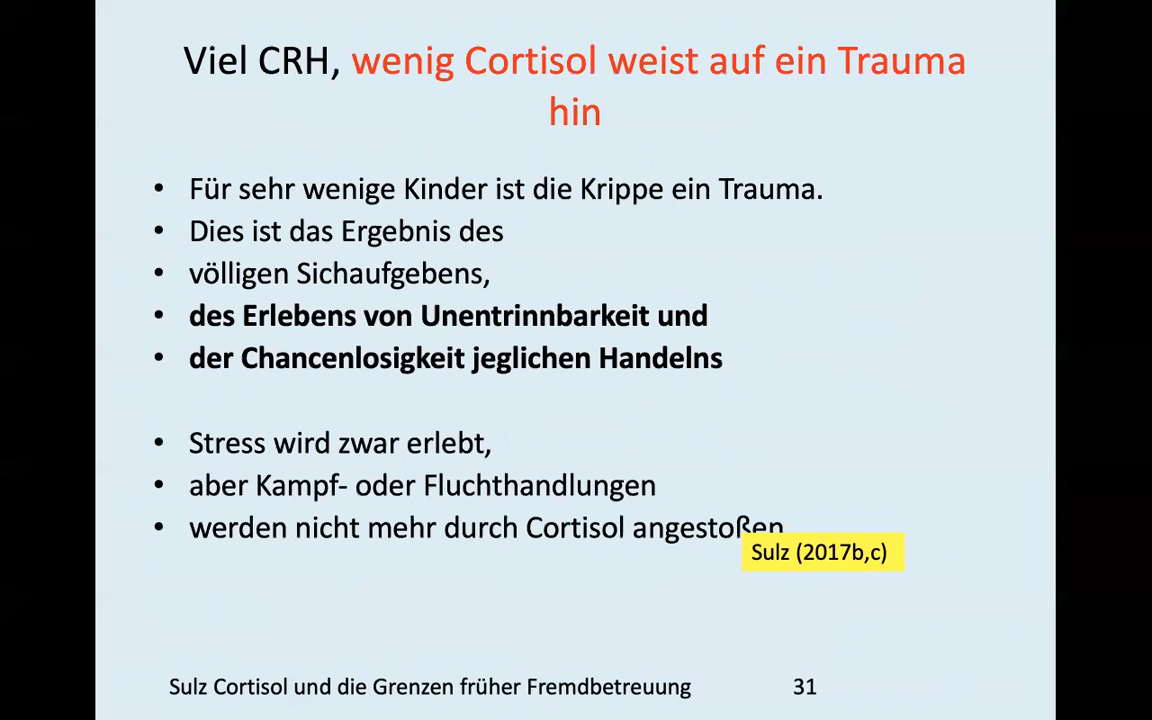 Viel CRH, wenig Cortisol weist auf ein Trauma
hin
• Für sehr wenige Kinder ist die Krippe ein Trauma.
• Dies ist das Ergebnis des
• völligen Sichaufgebens,
• des Erlebens von Unentrinnbarkeit und
• der Chancenlosigkeit jeglichen Handelns
• Stress wird zwar erlebt,
• aber Kampf- oder Fluchthandlungen
• werden nicht mehr durch Cortisol angestoßen
Sulz (2017b,c)
Sulz Cortisol und die Grenzen früher Fremdbetreuung 31